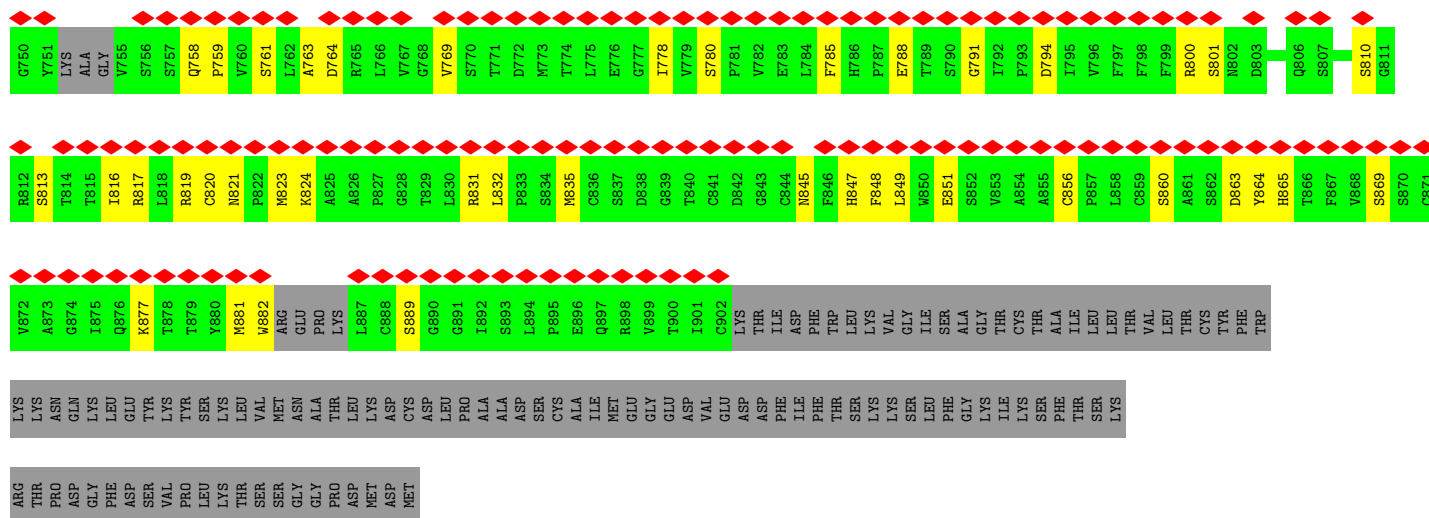 G750 Y751 LYS ALA GLY V755 S756 S757 Q758 P759 V760 S761 L762 A763 D764 R765 L766 V767 G768 V769 S770 T771 D772 M773 T774 L775 E776 G777 I778 V779 S780 P781 V782 E783 L784 F785 H786 P787 E788 T789 S790 G791 I792 P793 D794 I795 V796 F797 F798 F799 R800 S801 N802 D803 Q806 S807 S810 G811
R812 S813 T814 T815 I816 R817 L818 R819 C820 N821 P822 M823 K824 A825 A826 P827 G828 T829 L830 R831 L832 P833 S834 M835 C836 S837 D838 G839 T840 C841 D842 G843 C844 N845 F846 H847 F848 L849 W850 E851 S852 V853 A854 A855 C856 P857 L858 C859 S860 A861 S862 D863 Y864 H865 T866 F867 V868 S869 S870 C871
V872 A873 G874 I875 Q876 K877 T878 T879 Y880 M881 W882 ARG GLU PRO LYS L887 C888 S889 G890 G891 I892 S893 L894 P895 E896 Q897 R898 V899 T900 I901 C902 LYS THR ILE ASP PHE TRP LEU LYS VAL GLY ILE SER ALA GLY THR CYS THR ALA ILE LEU LEU THR VAL LEU THR CYS TYR PHE TRP
LYS LYS ASN GLN LYS LEU GLU TYR LYS TYR SER LYS LEU VAL MET ASN ALA THR LEU LYS ASP CYS ASP LEU PRO ALA ALA ASP SER CYS ALA ILE MET GLU GLY GLU ASP VAL GLU ASP ASP PHE ILE PHE THR SER LYS LYS SER LEU PHE GLY LYS ILE LYS SER PHE THR SER LYS
ARG THR PRO ASP GLY PHE ASP SER VAL PRO LEU LYS THR SER SER GLY GLY PRO ASP MET ASP MET